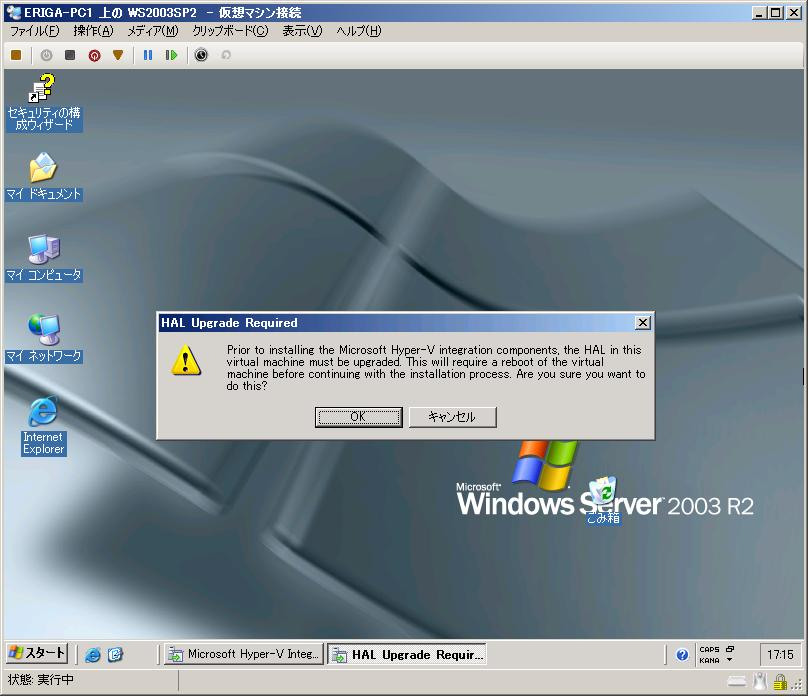 ERIGA-PC1 上の WS2003SP2 - 仮想マシン接続
ファイル(F) 操作(A) メディア(M) クリップボード(C) 表示(V) ヘルプ(H)
セキュリティの構
成ウィザード
マイ ドキュメント
マイ コンピュータ
マイ ネットワーク
Internet
Explorer
HAL Upgrade Required
Prior to installing the Microsoft Hyper-V integration components, the HAL in this
virtual machine must be upgraded. This will require a reboot of the virtual
machine before continuing with the installation process. Are you sure you want to
do this?
OK キャンセル
Microsoft
Windows Server 2003 R2
ごみ箱
スタート Microsoft Hyper-V Integ... HAL Upgrade Requir... CAPS KANA 17:15
状態: 実行中